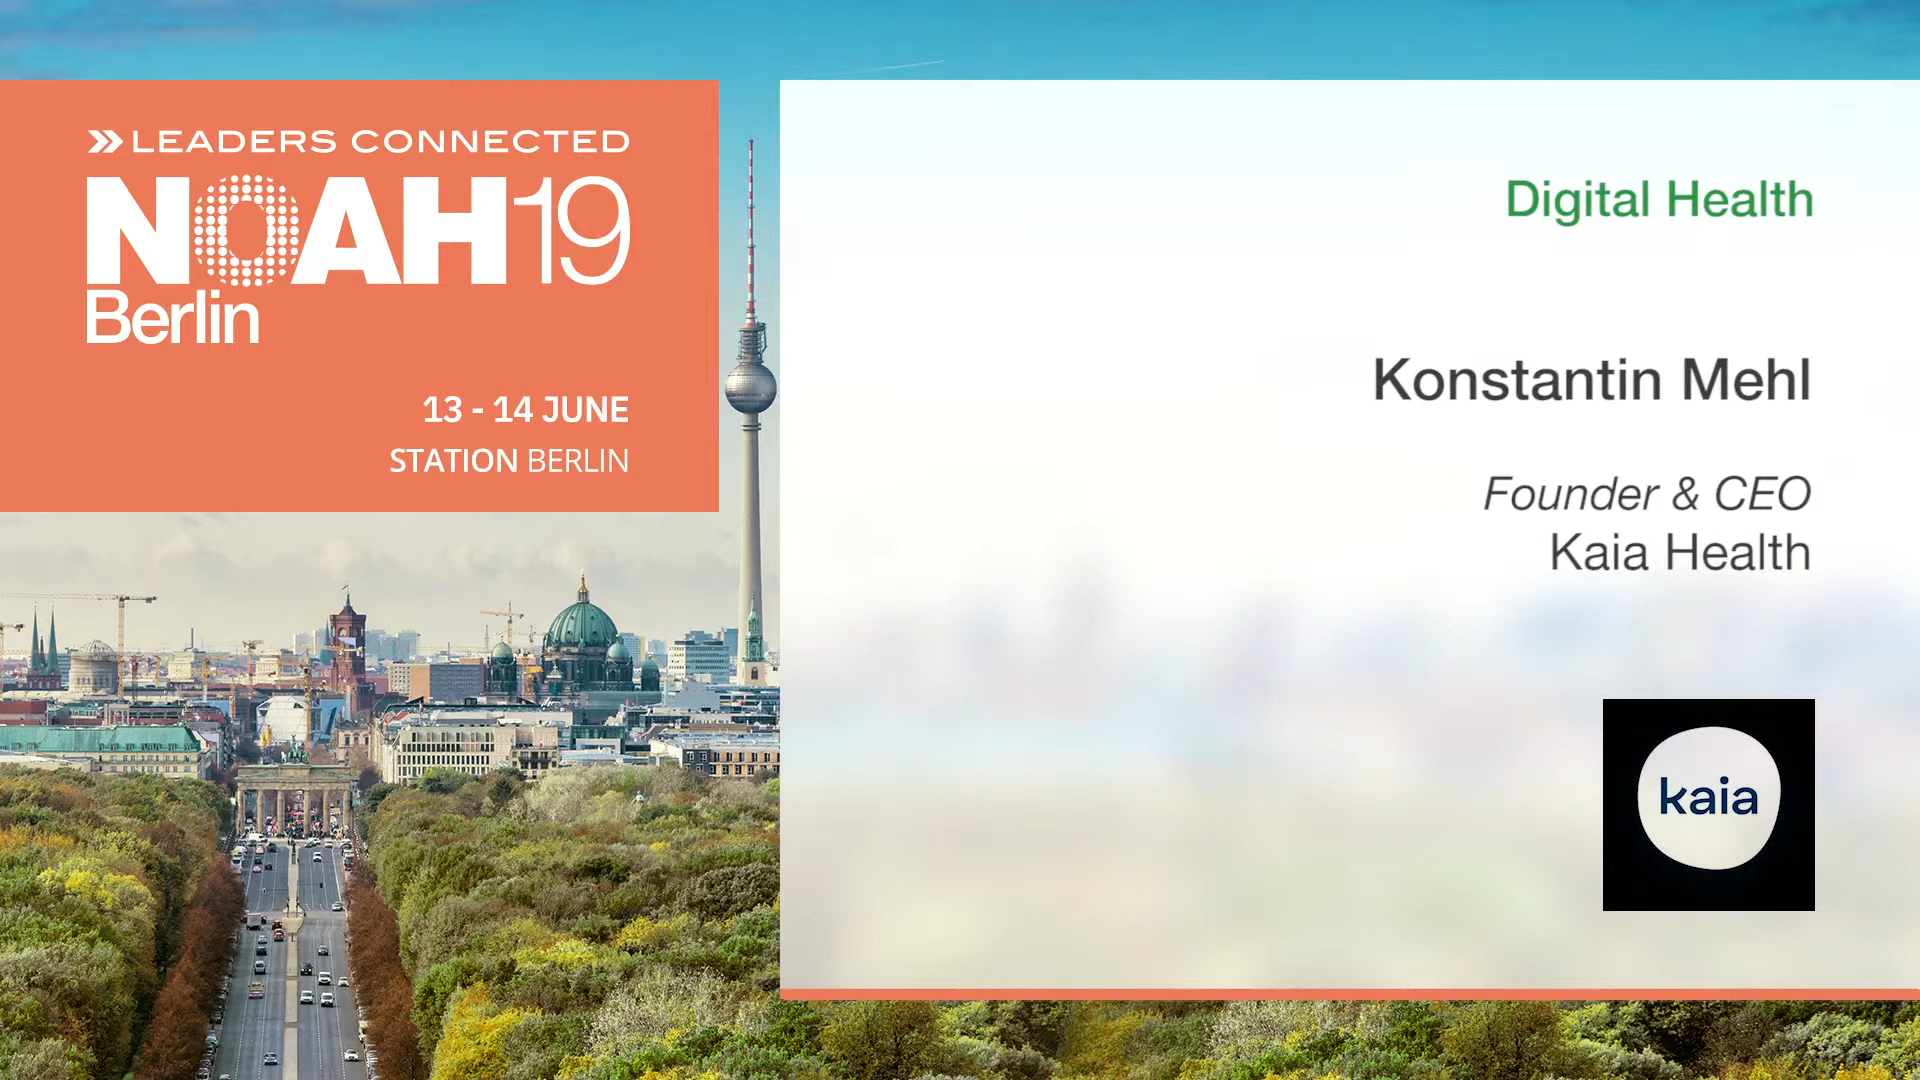 LEADERS CONNECTED
NOAH19
Berlin
13 - 14 JUNE
STATION BERLIN
Digital Health
Konstantin Mehl
Founder & CEO
Kaia Health
kaia